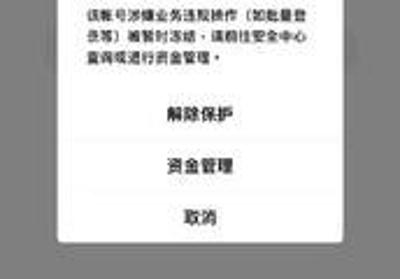 该帐号涉嫌业务违规操作（如批量登
录等）被暂时冻结，请前往安全中心
查询或进行资金管理。
解除保护
资金管理
取消